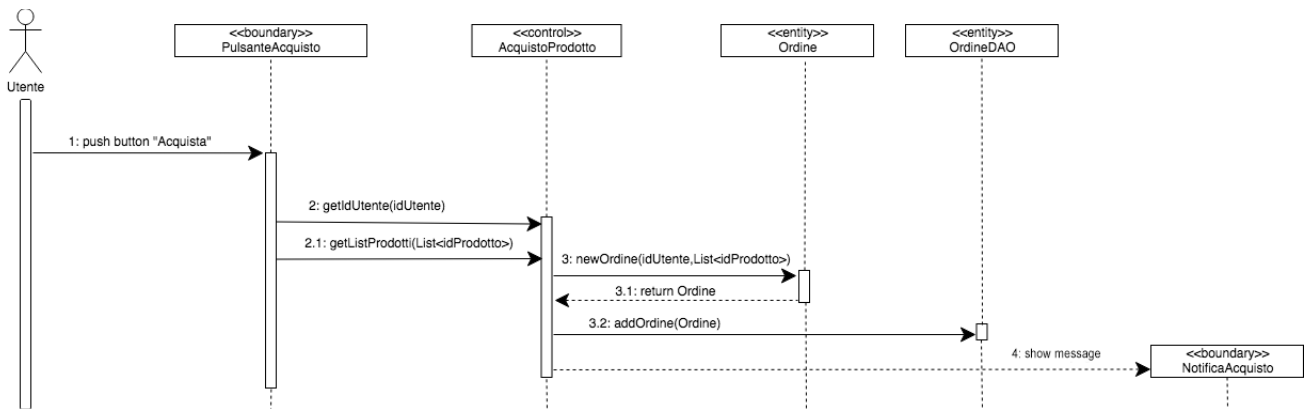 <<boundary>>
PulsanteAcquisto
<<control>>
AcquistoProdotto
<<entity>>
Ordine
<<entity>>
OrdineDAO
Utente
1: push button "Acquista"
2: getIdUtente(idUtente)
2.1: getListProdotti(List<idProdotto>)
3: newOrdine(idUtente,List<idProdotto>)
3.1: return Ordine
3.2: addOrdine(Ordine)
4: show message
<<boundary>>
NotificaAcquisto